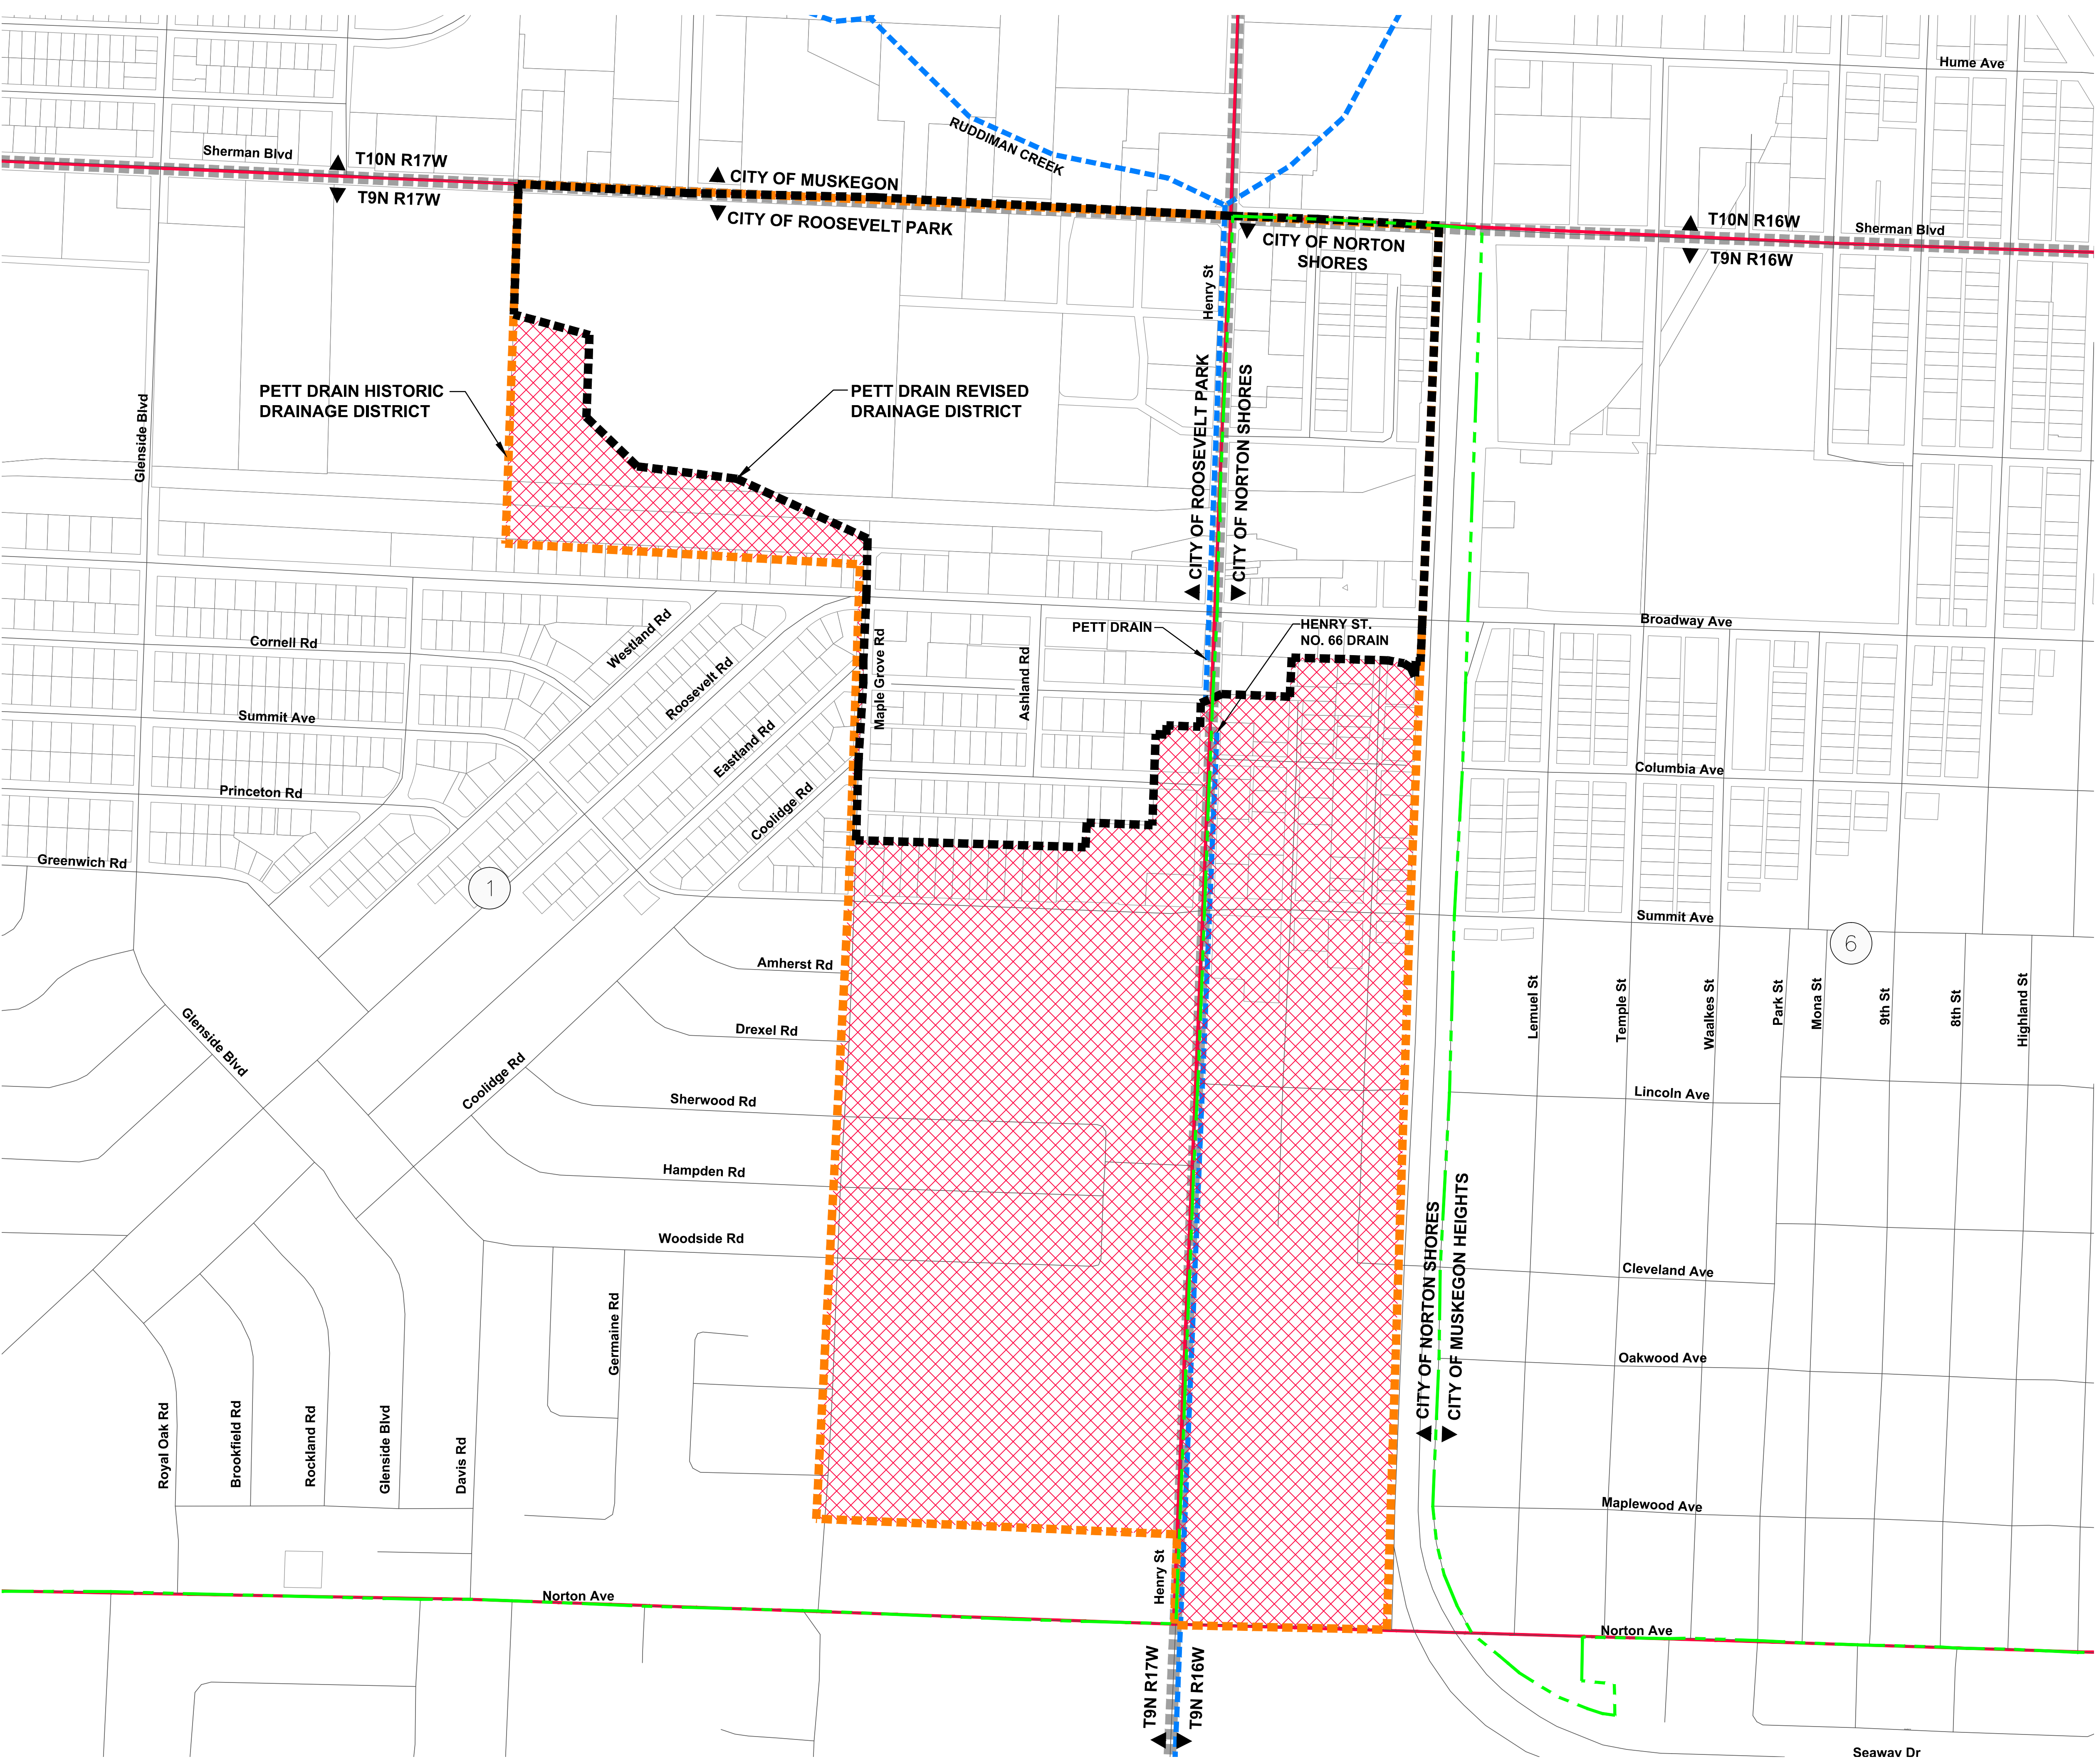 Hume Ave
RUDDIMAN CREEK
Sherman Blvd
T10N R17W
T9N R17W
CITY OF MUSKEGON
CITY OF ROOSEVELT PARK
CITY OF NORTON
SHORES
T10N R16W
T9N R16W
Sherman Blvd
Henry St
PETT DRAIN HISTORIC
DRAINAGE DISTRICT
PETT DRAIN REVISED
DRAINAGE DISTRICT
Glenside Blvd
CITY OF ROOSEVELT PARK
CITY OF NORTON SHORES
Broadway Ave
PETT DRAIN
HENRY ST.
NO. 66 DRAIN
Cornell Rd
Westland Rd
Roosevelt Rd
Eastland Rd
Coolidge Rd
Maple Grove Rd
Ashland Rd
Summit Ave
Princeton Rd
Columbia Ave
Greenwich Rd
1
Summit Ave
6
Amherst Rd
Drexel Rd
Glenside Blvd
Coolidge Rd
Sherwood Rd
Hampden Rd
Woodside Rd
Lemuel St
Temple St
Waalkes St
Park St
Mona St
9th St
8th St
Highland St
Lincoln Ave
CITY OF NORTON SHORES
CITY OF MUSKEGON HEIGHTS
Cleveland Ave
Oakwood Ave
Maplewood Ave
Germaine Rd
Royal Oak Rd
Brookfield Rd
Rockland Rd
Glenside Blvd
Davis Rd
Henry St
Norton Ave
Norton Ave
T9N R17W
T9N R16W
Seaway Dr